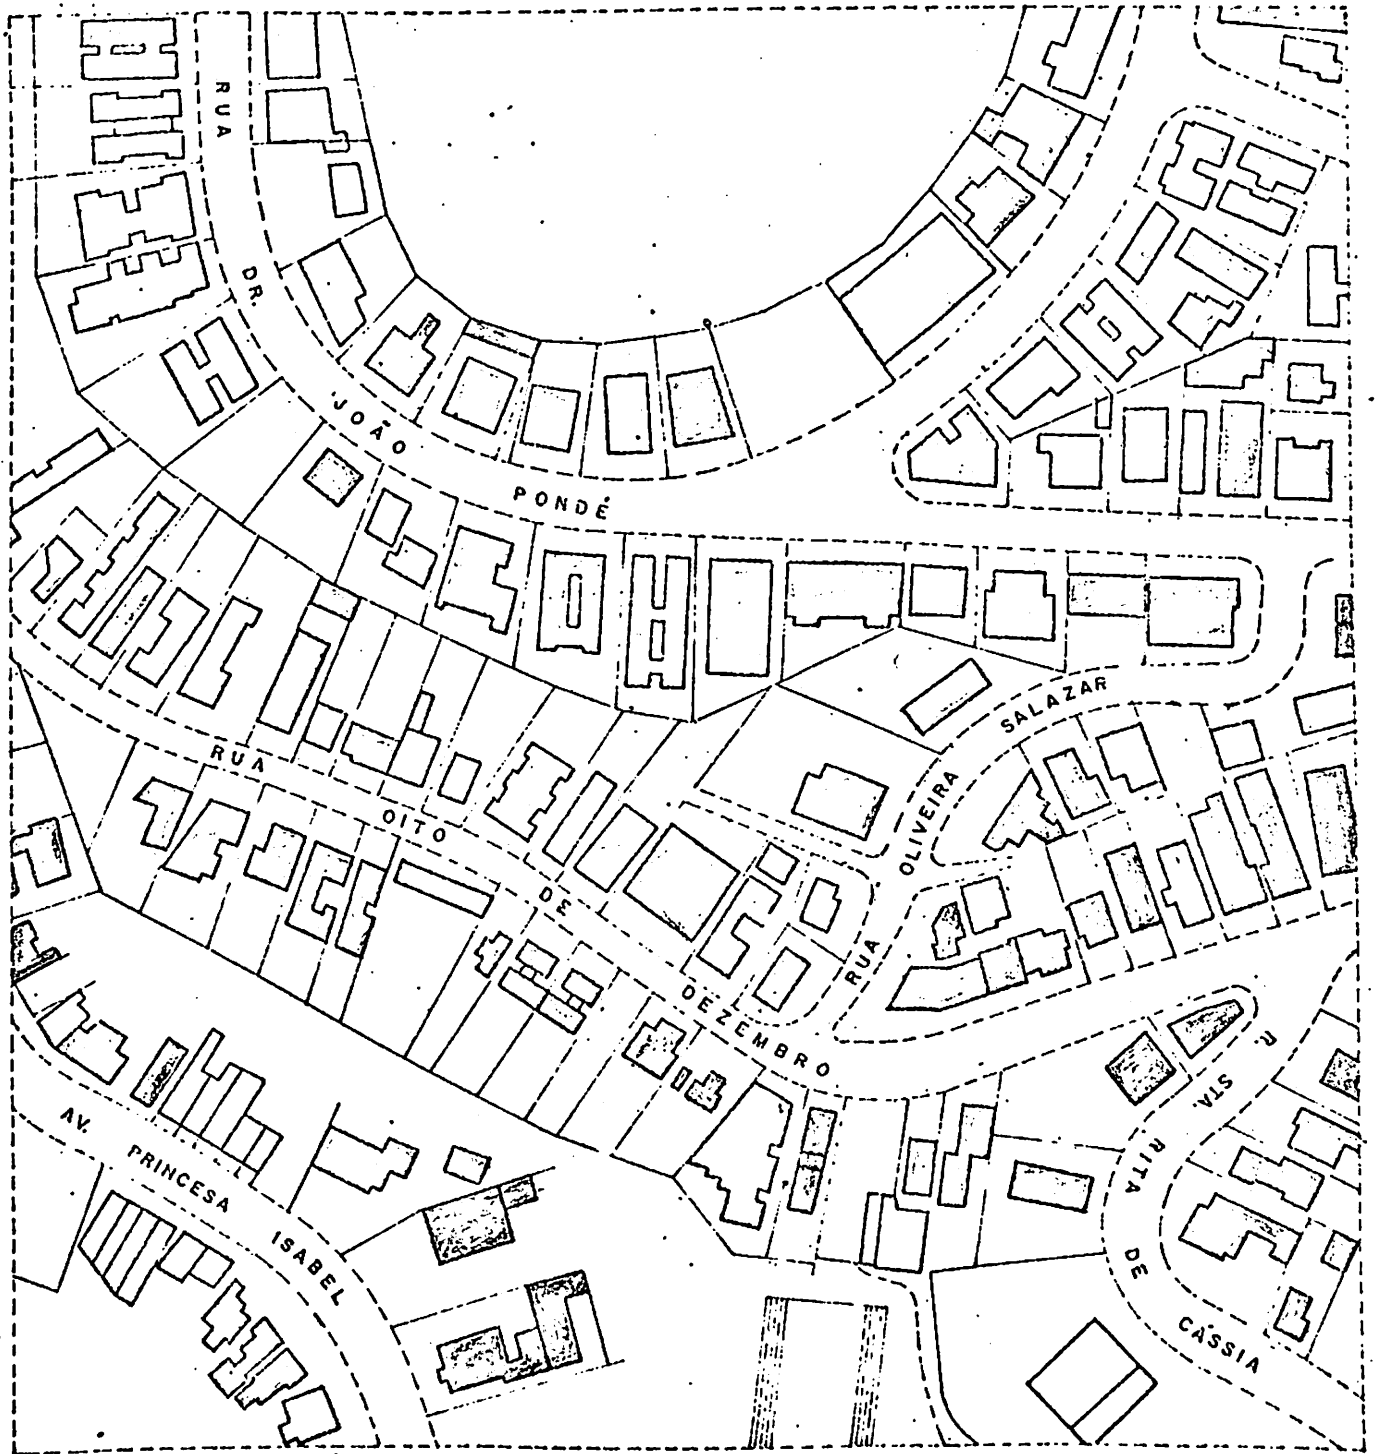 RUA DR. JOÃO PONDÉ
RUA OLIVEIRA SALAZAR
RUA OITO DE DEZEMBRO
R. STA. RITA DE CÁSSIA
AV. PRINCESA ISABEL